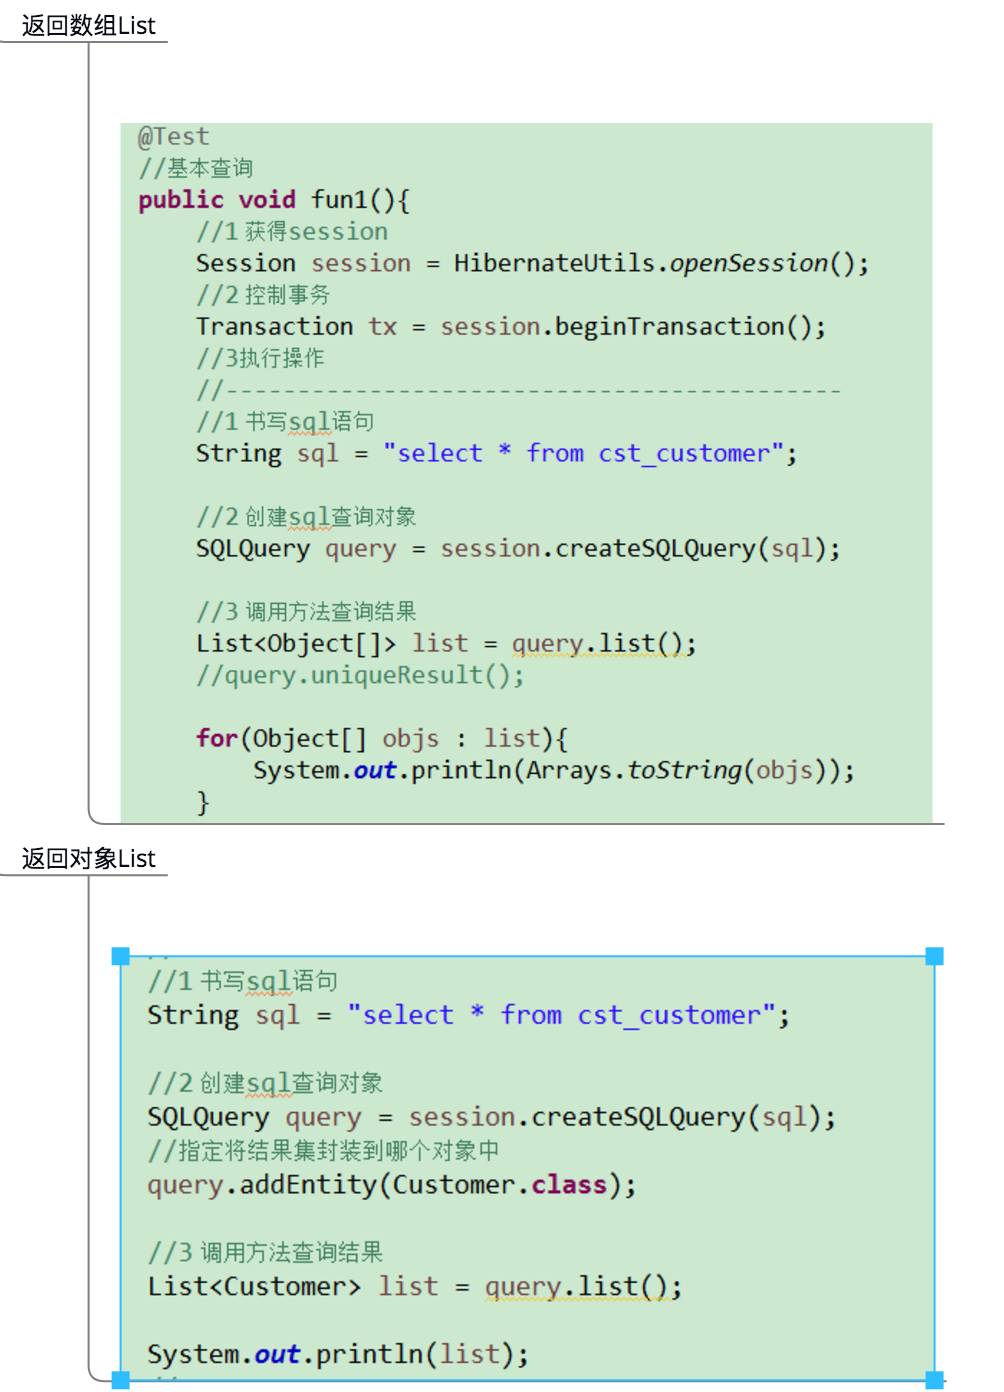 返回数组List
@Test
//基本查询
public void fun1(){
//1 获得session
Session session = HibernateUtils.openSession();
//2 控制事务
Transaction tx = session.beginTransaction();
//3执行操作
//-------------------------------------------
//1 书写sql语句
String sql = "select * from cst_customer";
//2 创建sql查询对象
SQLQuery query = session.createSQLQuery(sql);
//3 调用方法查询结果
List<Object[]> list = query.list();
//query.uniqueResult();
for(Object[] objs : list){
System.out.println(Arrays.toString(objs));
}
返回对象List
//1 书写sql语句
String sql = "select * from cst_customer";
//2 创建sql查询对象
SQLQuery query = session.createSQLQuery(sql);
//指定将结果集封装到哪个对象中
query.addEntity(Customer.class);
//3 调用方法查询结果
List<Customer> list = query.list();
System.out.println(list);